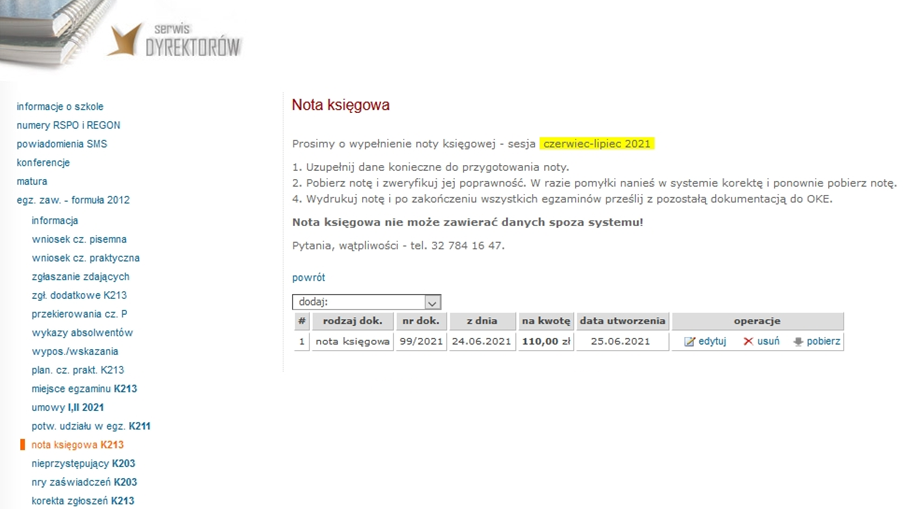 serwis
DYREKTORÓW
informacje o szkole
numery RSPO i REGON
powiadomienia SMS
konferencje
matura
egz. zaw. - formuła 2012
informacja
wniosek cz. pisemna
wniosek cz. praktyczna
zgłaszanie zdających
zgł. dodatkowe K213
przekierowania cz. P
wykazy absolwentów
wypos./wskazania
plan. cz. prakt. K213
miejsce egzaminu K213
umowy I,II 2021
potw. udziału w egz. K211
nota księgowa K213
nieprzystępujący K203
nry zaświadczeń K203
korekta zgłoszeń K213
Nota księgowa
Prosimy o wypełnienie noty księgowej - sesja czerwiec-lipiec 2021
1. Uzupełnij dane konieczne do przygotowania noty.
2. Pobierz notę i zweryfikuj jej poprawność. W razie pomyłki nanieś w systemie korektę i ponownie pobierz notę.
4. Wydrukuj notę i po zakończeniu wszystkich egzaminów prześlij z pozostałą dokumentacją do OKE.
Nota księgowa nie może zawierać danych spoza systemu!
Pytania, wątpliwości - tel. 32 784 16 47.
powrót
dodaj:
# rodzaj dok. nr dok. z dnia na kwotę data utworzenia operacje
1 nota księgowa 99/2021 24.06.2021 110,00 zł 25.06.2021 edytuj usuń pobierz